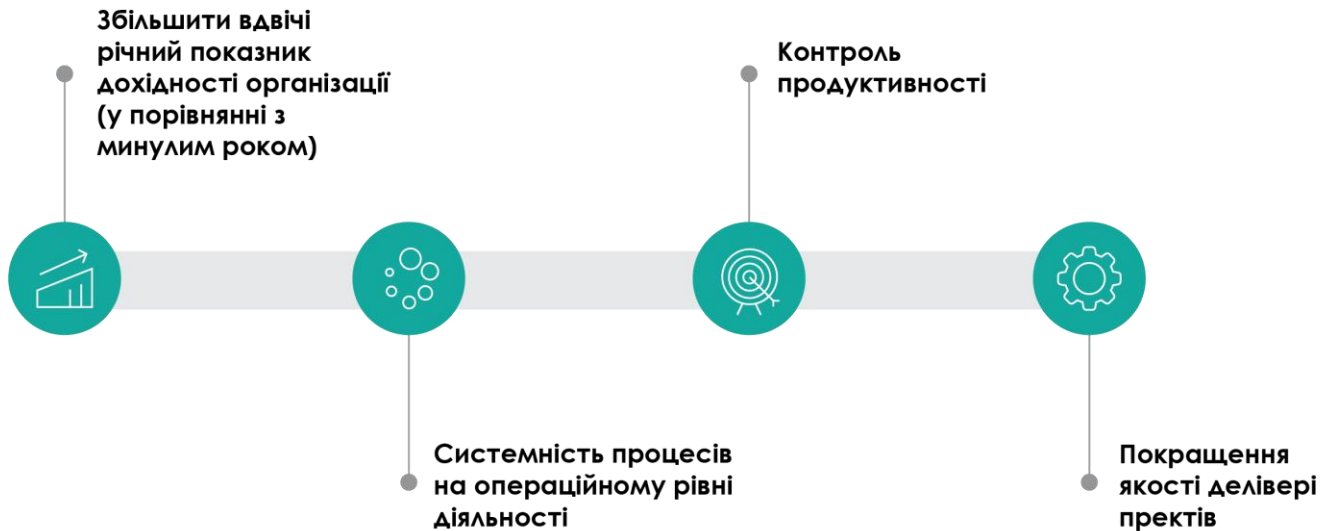 Збільшити вдвічі
річний показник
дохідності організації
(у порівнянні з
минулим роком)
Системність процесів
на операційному рівні
діяльності
Контроль
продуктивності
Покращення
якості делівері
пректів